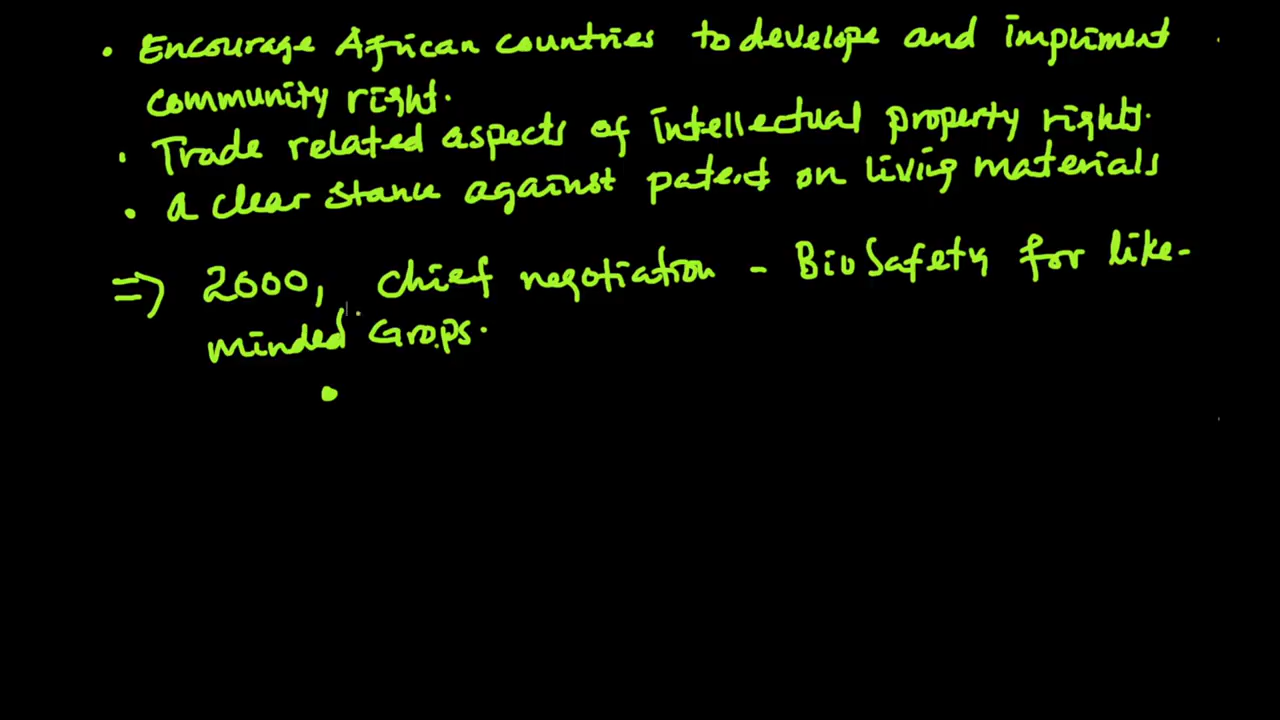 • Encourage African countries to develope and impliment
community right.
• Trade related aspects of intellectual property rights.
• a clear stance against patent on living materials
⇒ 2000, chief negotiation - BioSafety for like-
minded Grops.
•